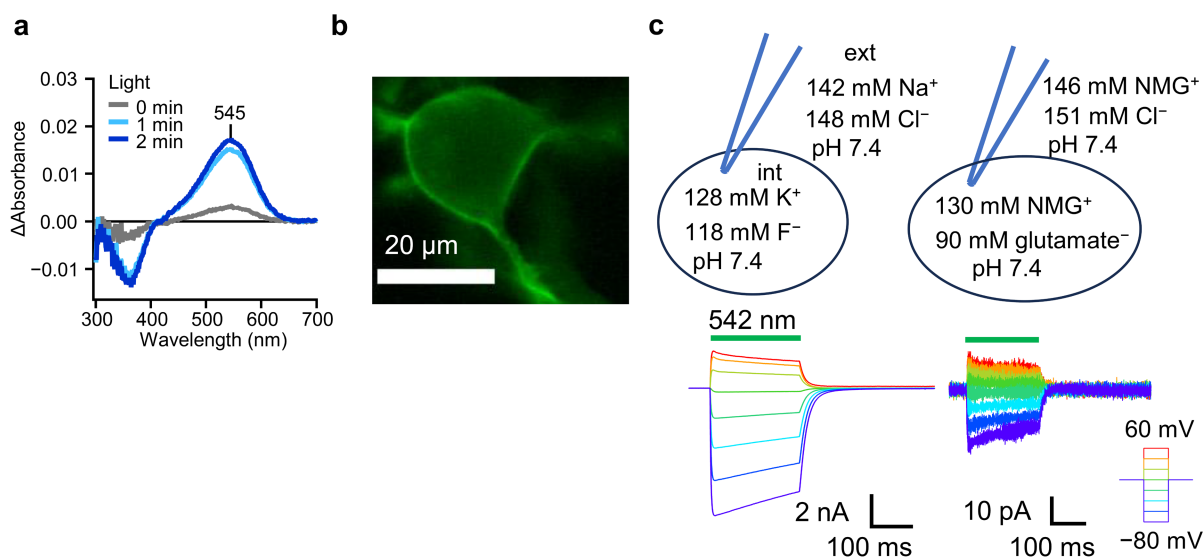 a
ΔΔAbsorbance
0.03
0.02
0.01
0.00
−0.01
Light
0 min
1 min
2 min
545
300
400
500
600
700
Wavelength (nm)
b
20 µm
c
ext
142 mM Na⁺
148 mM Cl⁻
pH 7.4
int
128 mM K⁺
118 mM F⁻
pH 7.4
146 mM NMG⁺
151 mM Cl⁻
pH 7.4
130 mM NMG⁺
90 mM glutamate⁻
pH 7.4
542 nm
2 nA
100 ms
10 pA
100 ms
60 mV
−80 mV